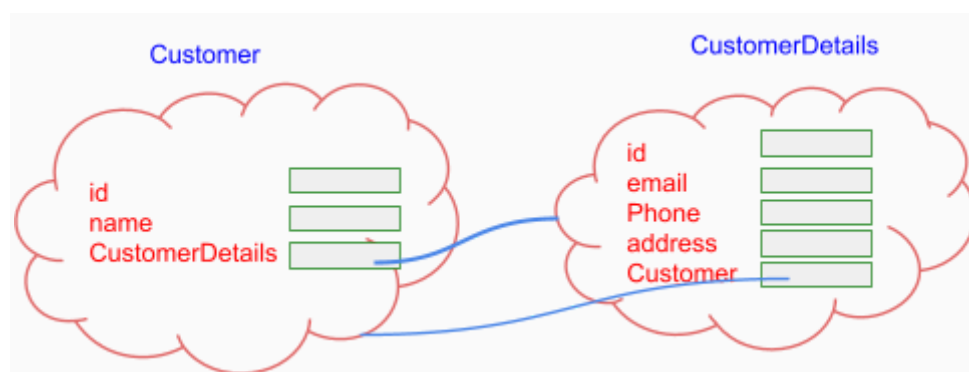 Customer
id
name
CustomerDetails
CustomerDetails
id
email
Phone
address
Customer